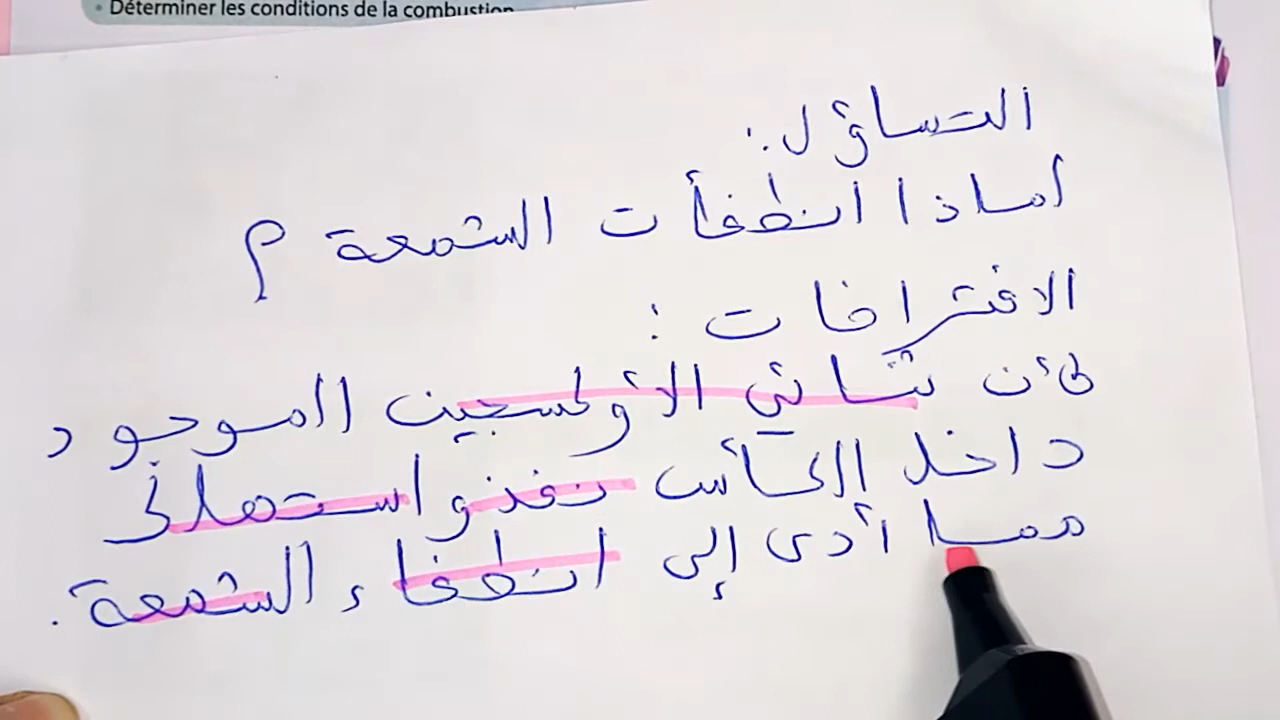 • Déterminer les conditions de la combustion
التساؤل:
لماذا انطفأت الشمعة ؟
الافتراضات :
لأن ثنائي الأوكسجين الموجود
داخل الكأس نفذ واستهلك
مما أدى إلى انطفاء الشمعة.